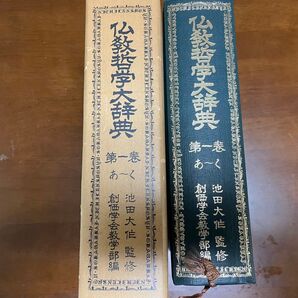 仏教哲学大辞典
第一巻
あ〜く
池田大作 監修
創価学会教学部編
仏教哲学大辞典
第一巻
あ〜く
池田大作 監修
創価学会教学部編